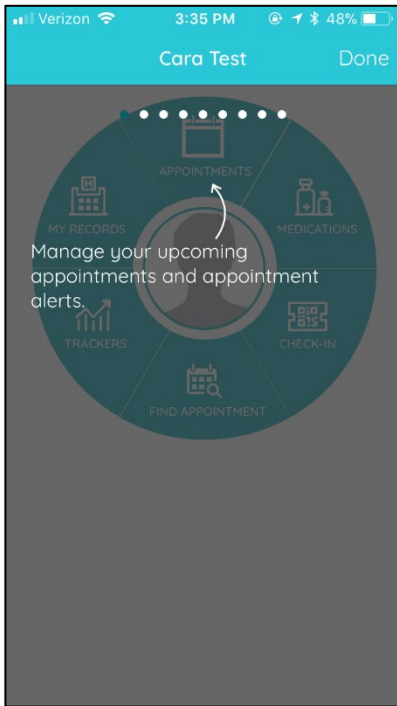 Verizon 3:35 PM 48%
Cara Test Done
APPOINTMENTS
MY RECORDS MEDICATIONS
Manage your upcoming
appointments and appointment
alerts.
TRACKERS CHECK-IN
FIND APPOINTMENT